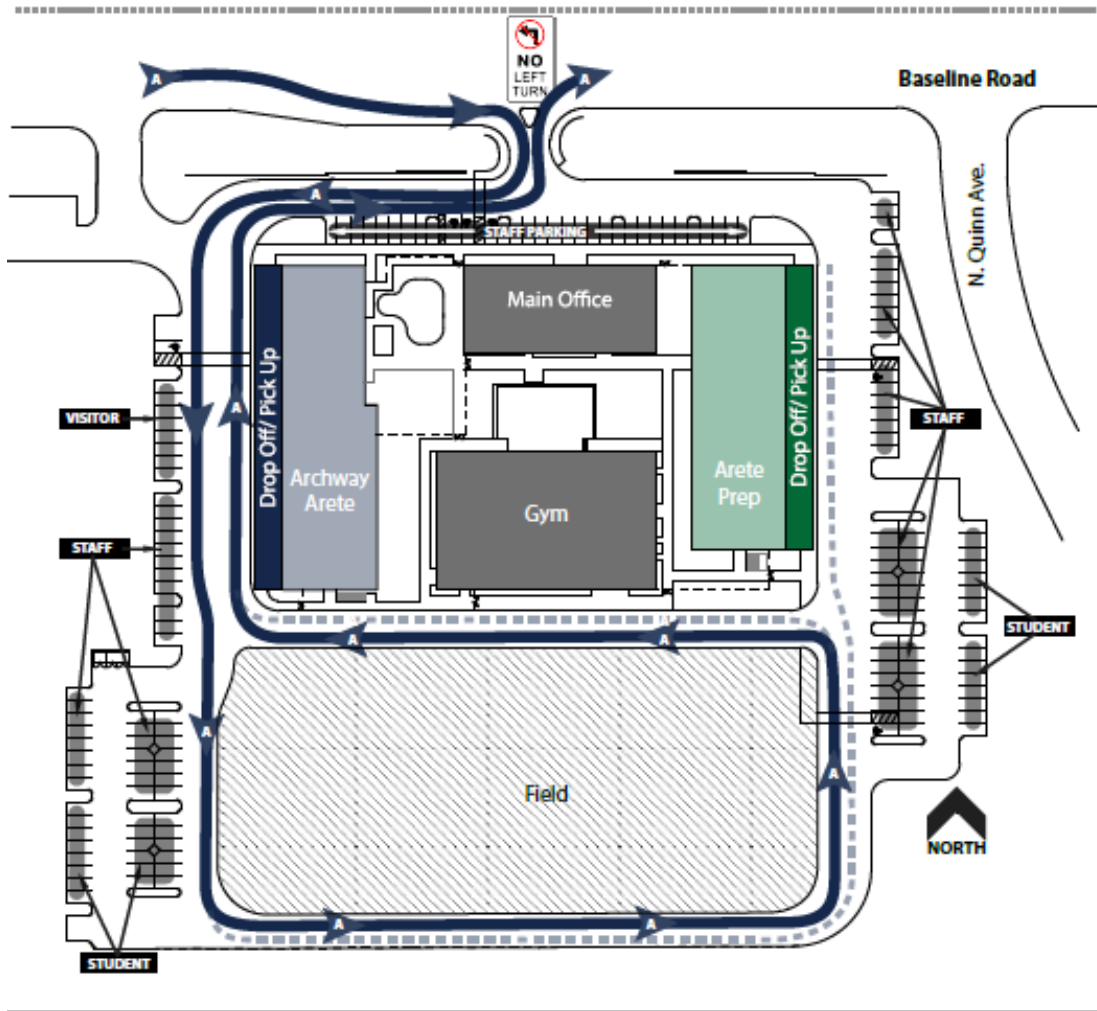 NO
LEFT
TURN
A
A
Baseline Road
A
A
N. Quinn Ave.
STAFF PARKING
Main Office
Drop Off/ Pick Up
Archway
Arete
Arete
Prep
Drop Off/ Pick Up
A
VISITOR
STAFF
Gym
STAFF
STUDENT
A
A
A
Field
A
NORTH
A
A
STUDENT